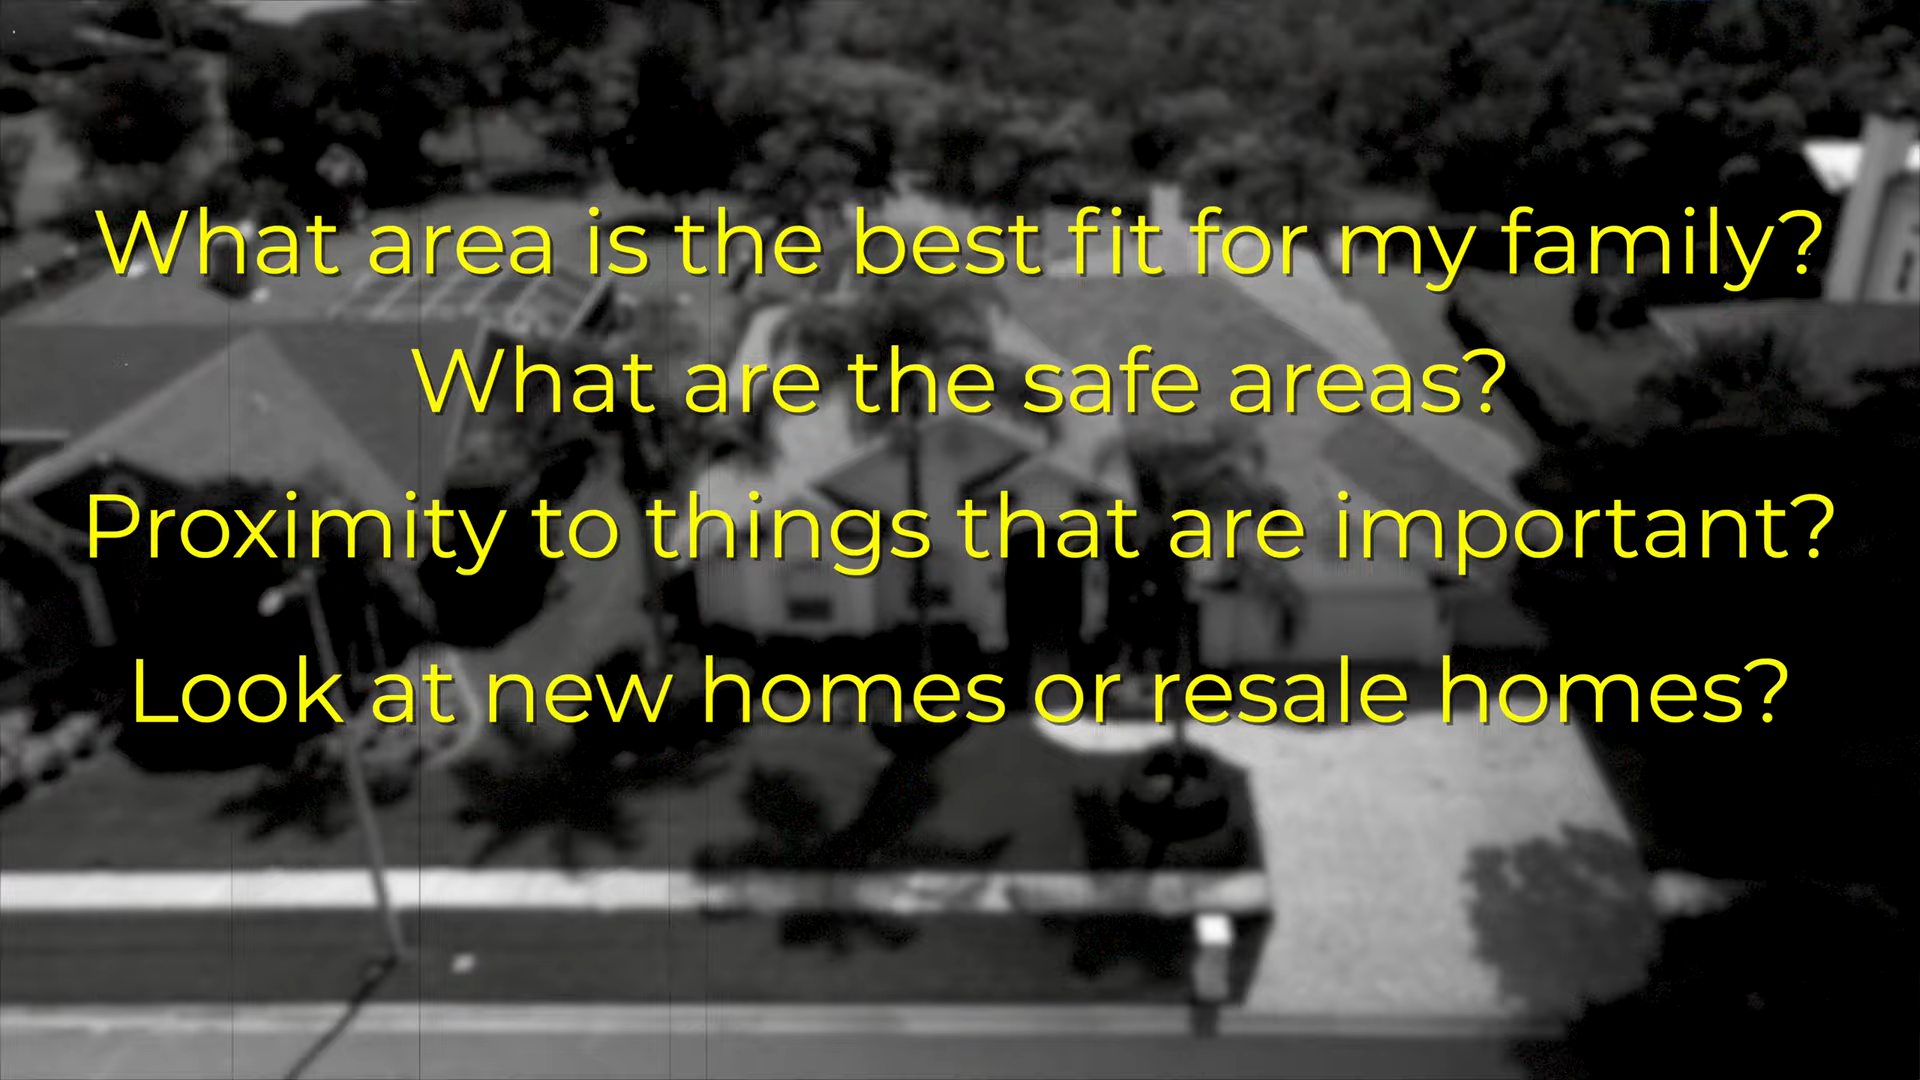 What area is the best fit for my family?
What are the safe areas?
Proximity to things that are important?
Look at new homes or resale homes?